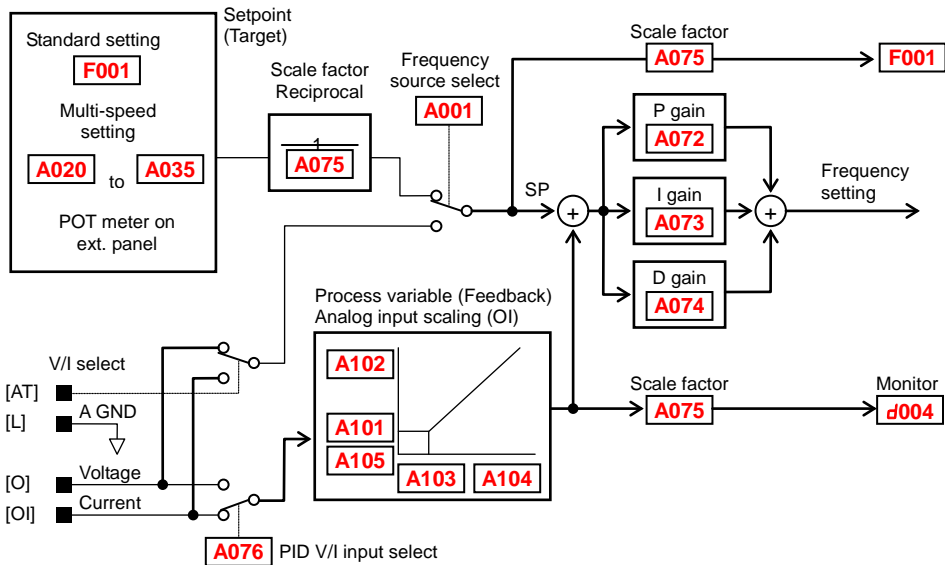 Setpoint
(Target)
Standard setting
F001
Multi-speed
setting
A020 to A035
POT meter on
ext. panel
Scale factor
Reciprocal
1
A075
Frequency
source select
A001
Scale factor
A075
F001
SP
+
P gain
A072
I gain
A073
D gain
A074
+
Frequency
setting
Process variable (Feedback)
Analog input scaling (OI)
A102
A101
A105
A103
A104
Scale factor
A075
Monitor
d004
V/I select
[AT]
[L] A GND
[O] Voltage
[OI] Current
A076 PID V/I input select